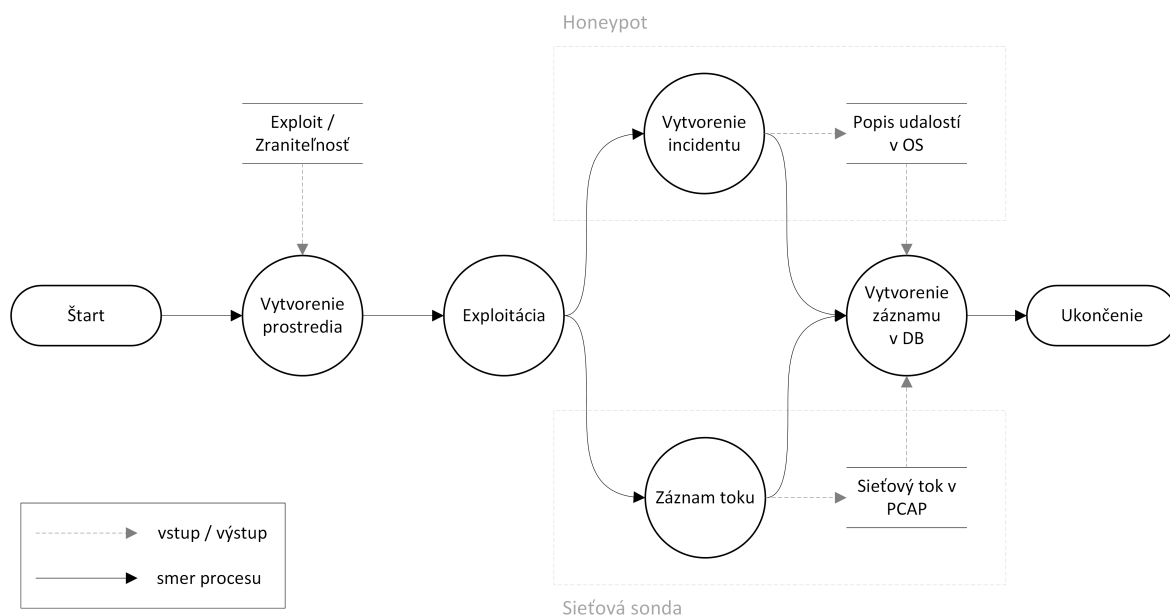 Honeypot
Exploit /
Zraniteľnosť
Vytvorenie
incidentu
Popis udalostí
v OS
Štart
Vytvorenie
prostredia
Exploitácia
Vytvorenie
záznamu
v DB
Ukončenie
Záznam toku
Sieťový tok v
PCAP
vstup / výstup
smer procesu
Sieťová sonda